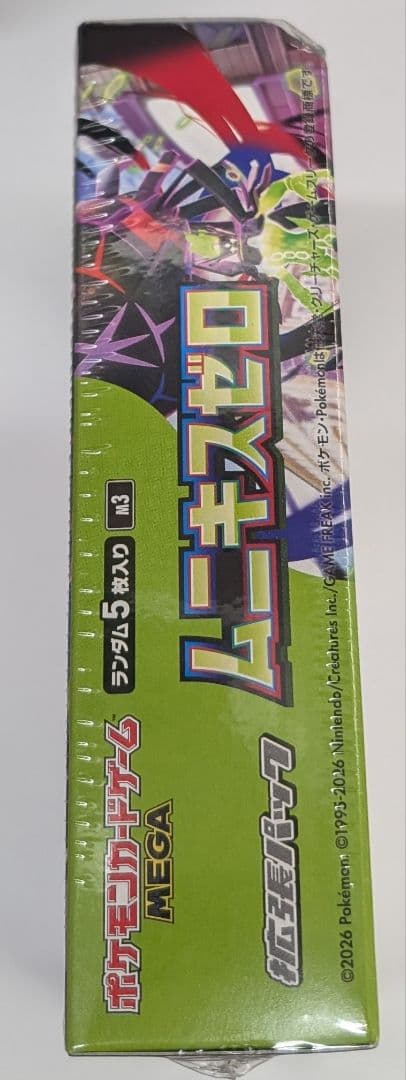 ポケモンカードゲーム™
MEGA
ランダム5枚入り
M3
拡張パック
ムニキスゼロ
©2026 Pokémon. ©1995-2026 Nintendo/Creatures Inc./GAME FREAK inc. ポケモン・Pokémonは任天堂・クリーチャーズ・ゲームフリークの登録商標です。